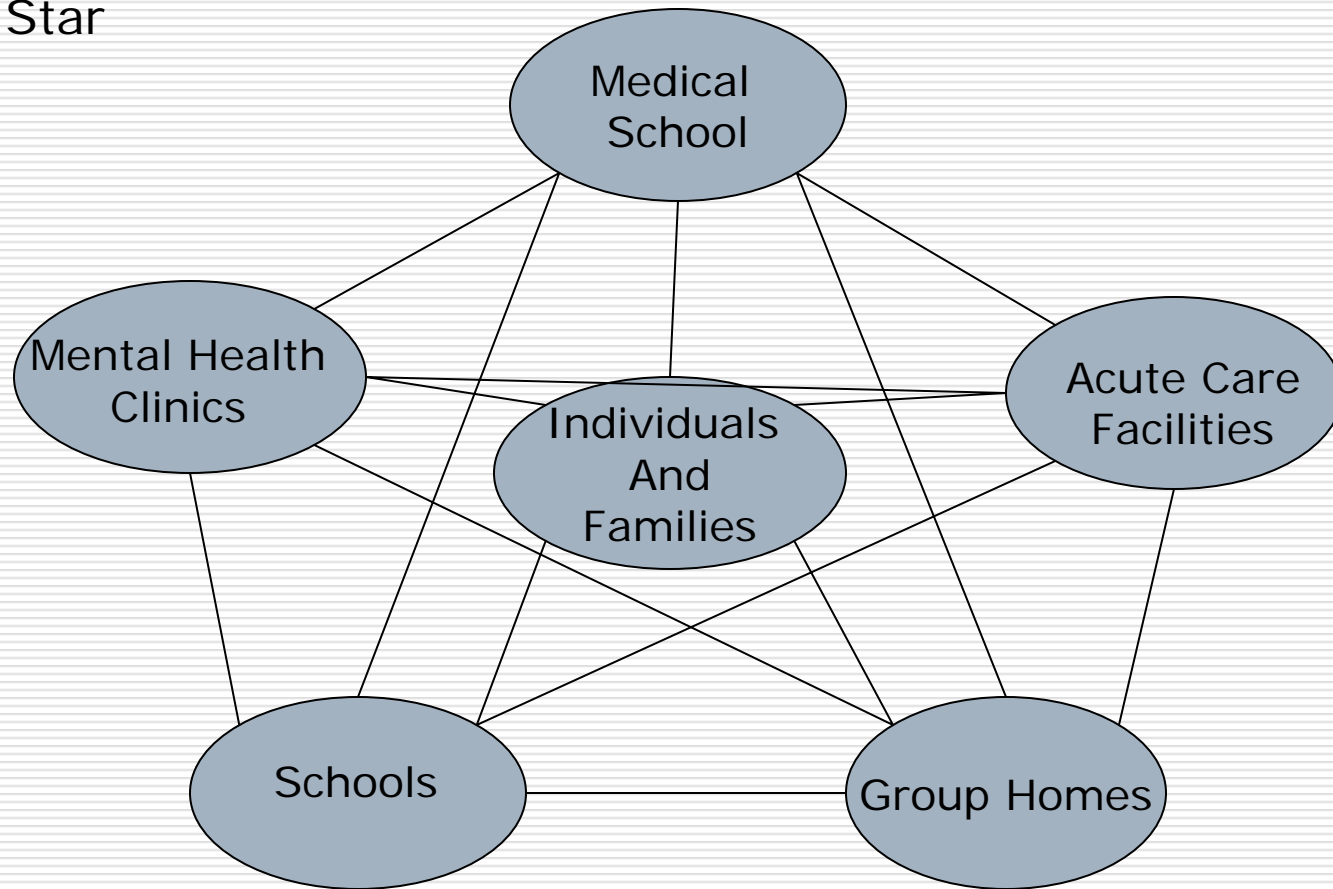 Star
Medical
School
Mental Health
Clinics
Acute Care
Facilities
Individuals
And
Families
Schools
Group Homes